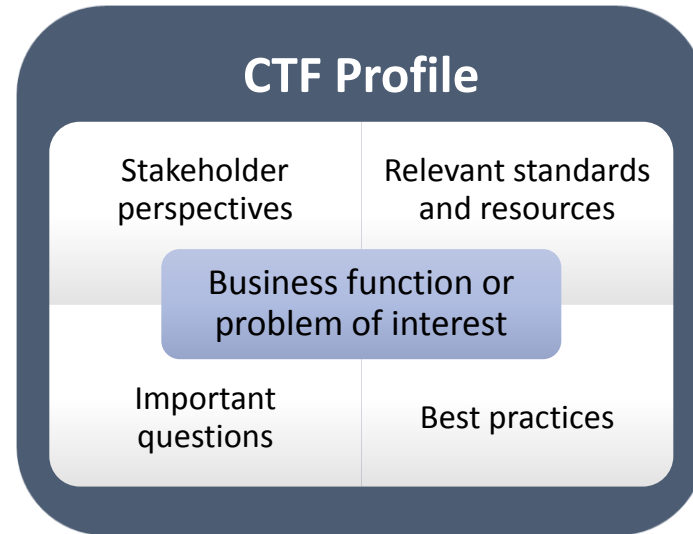 CTF Profile
Stakeholder
perspectives
Relevant standards
and resources
Business function or
problem of interest
Important
questions
Best practices